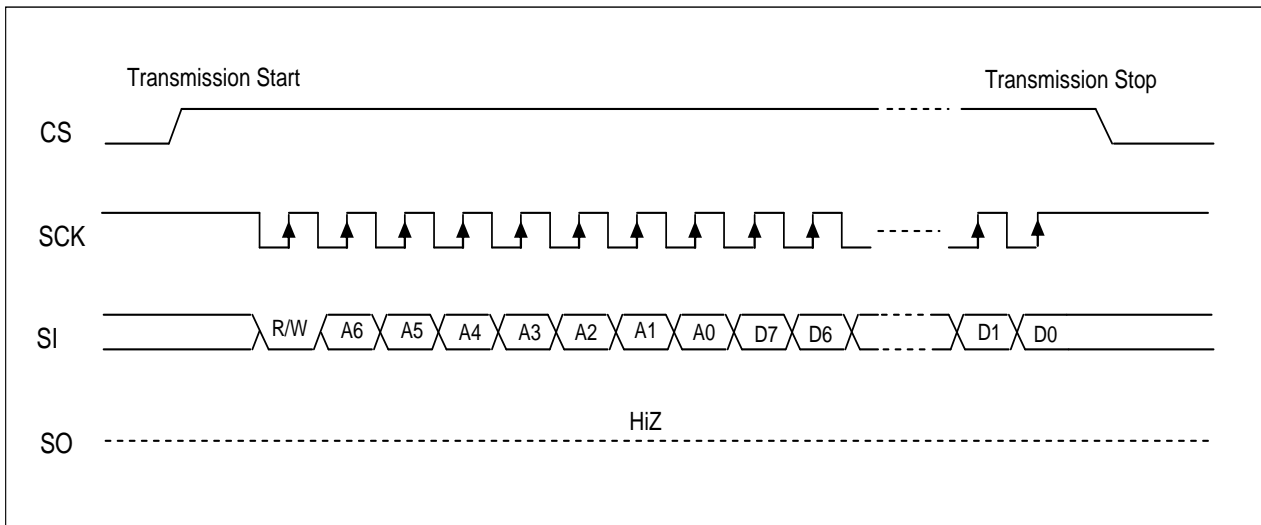 Transmission Start
Transmission Stop
CS
SCK
SI
R/W
A6
A5
A4
A3
A2
A1
A0
D7
D6
D1
D0
SO
HiZ